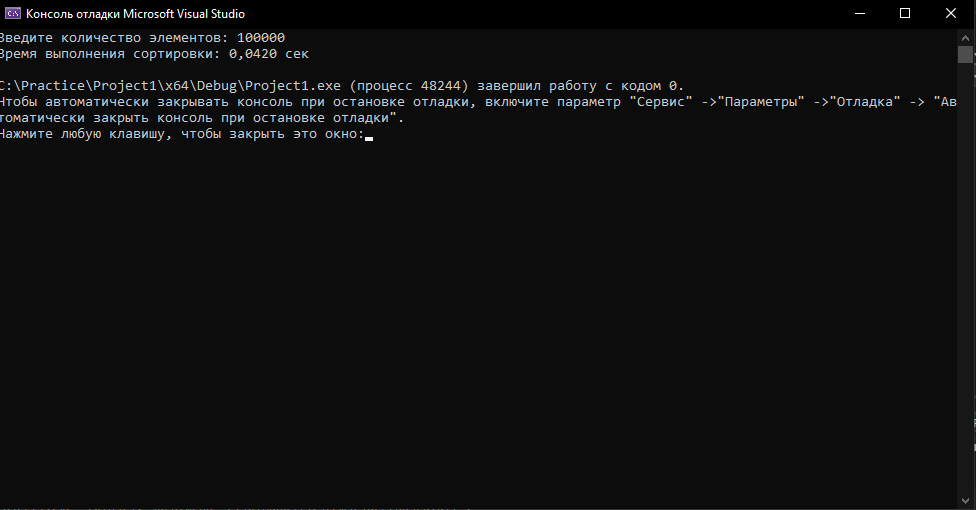 Консоль отладки Microsoft Visual Studio
Введите количество элементов: 100000
Время выполнения сортировки: 0,0420 сек
C:\Practice\Project1\x64\Debug\Project1.exe (процесс 48244) завершил работу с кодом 0.
Чтобы автоматически закрывать консоль при остановке отладки, включите параметр "Сервис" ->"Параметры" ->"Отладка" -> "Ав
томатически закрыть консоль при остановке отладки".
Нажмите любую клавишу, чтобы закрыть это окно: